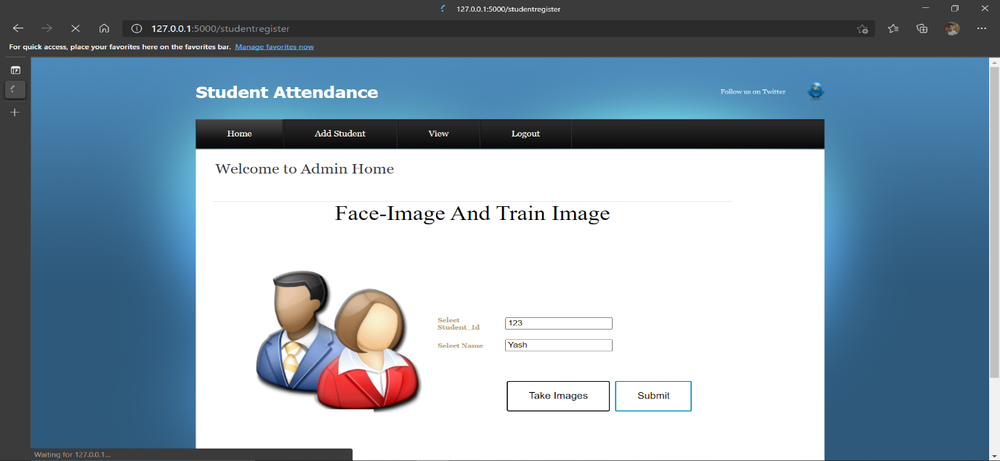 127.0.0.1:5000/studentregister
127.0.0.1:5000/studentregister
For quick access, place your favorites here on the favorites bar. Manage favorites now
Student Attendance
Follow us on Twitter
Home Add Student View Logout
Welcome to Admin Home
Face-Image And Train Image
Select
Student_Id
123
Select Name Yash
Take Images Submit
Waiting for 127.0.0.1...